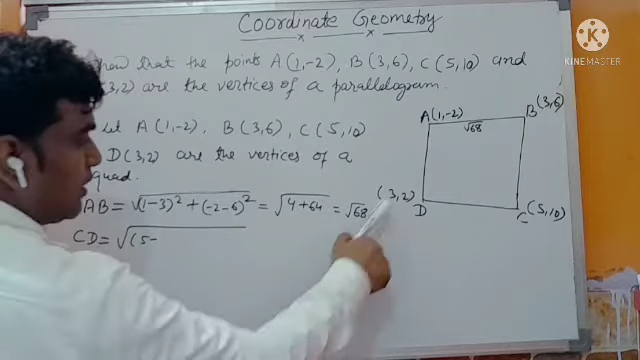 Coordinate Geometry
how that the points A(1,-2), B(3,6), C(5,10) and
(3,2) are the vertices of a parallelogram.
Let A(1,-2), B(3,6), C(5,10)
D(3,2) are the vertices of a
quad.
AB = √(1-3)² + (-2-6)² = √4+64 = √68
CD = √(5-
A(1,-2)
B(3,6)
√68
(3,2)
D
C(5,10)
KINEMASTER